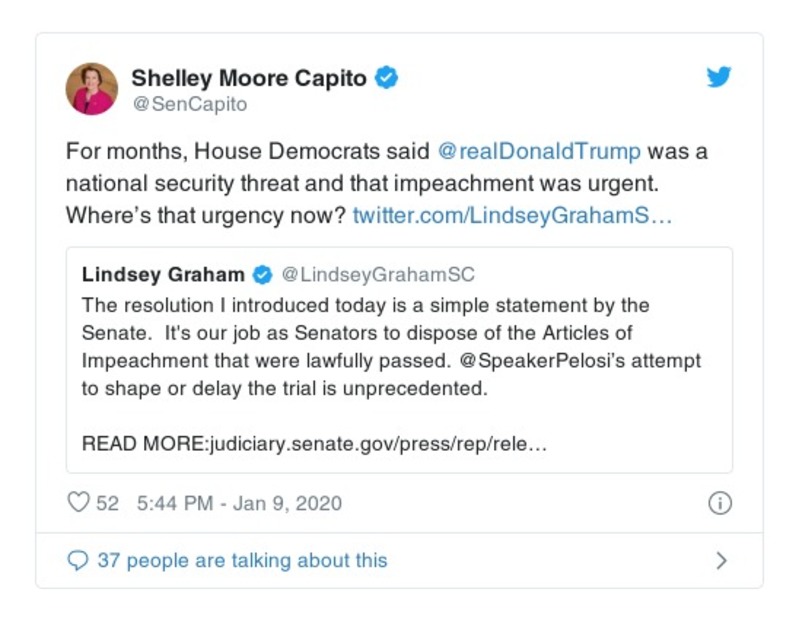 Shelley Moore Capito
@SenCapito
For months, House Democrats said @realDonaldTrump was a
national security threat and that impeachment was urgent.
Where's that urgency now? twitter.com/LindseyGrahamS…
Lindsey Graham @LindseyGrahamSC
The resolution I introduced today is a simple statement by the
Senate.  It's our job as Senators to dispose of the Articles of
Impeachment that were lawfully passed. @SpeakerPelosi's attempt
to shape or delay the trial is unprecedented.
READ MORE:judiciary.senate.gov/press/rep/rele…
52 5:44 PM - Jan 9, 2020
37 people are talking about this